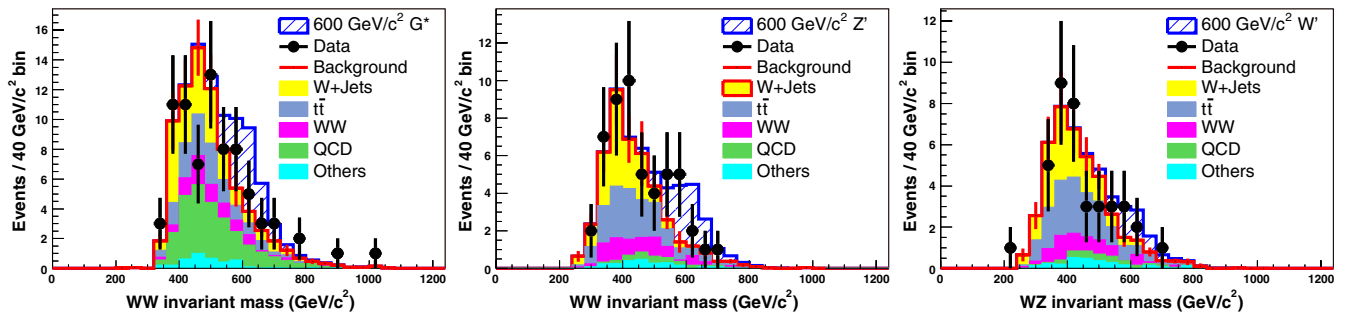 Events / 40 GeV/c² bin
16
14
12
10
8
6
4
2
0
600 GeV/c² G*
Data
Background
W+Jets
tt̄
WW
QCD
Others
0 200 400 600 800 1000 1200
WW invariant mass (GeV/c²)
Events / 40 GeV/c² bin
12
10
8
6
4
2
0
600 GeV/c² Z'
Data
Background
W+Jets
tt̄
WW
QCD
Others
0 200 400 600 800 1000 1200
WW invariant mass (GeV/c²)
Events / 40 GeV/c² bin
12
10
8
6
4
2
0
600 GeV/c² W'
Data
Background
W+Jets
tt̄
WW
QCD
Others
0 200 400 600 800 1000 1200
WZ invariant mass (GeV/c²)